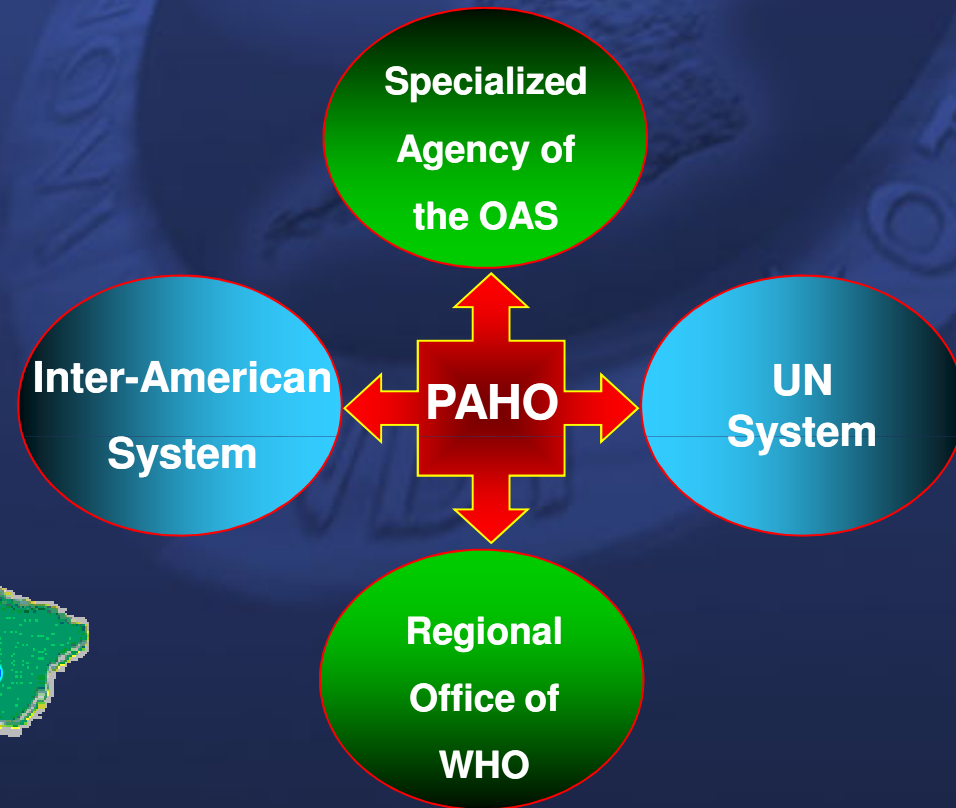 Specialized
Agency of
the OAS
Inter-American
System
PAHO
UN
System
Regional
Office of
WHO